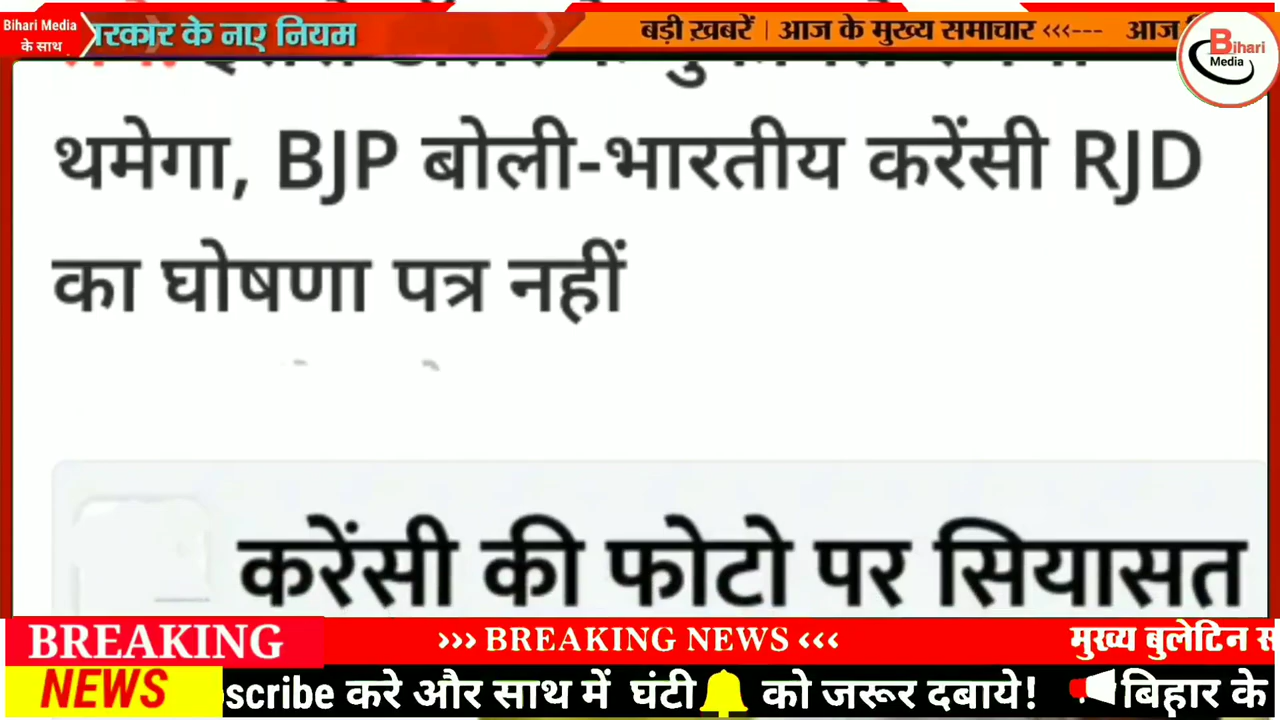 Bihari Media
के साथ
रकार के नए नियम
बड़ी ख़बरें | आज के मुख्य समाचार ‹‹‹--- आज
Bihari
Media
थमेगा, BJP बोली-भारतीय करेंसी RJD
का घोषणा पत्र नहीं
करेंसी की फोटो पर सियासत
BREAKING
››› BREAKING NEWS ‹‹‹ मुख्य बुलेटिन
NEWS
scribe करे और साथ में घंटी🔔 को जरूर दबाये! 📢बिहार के